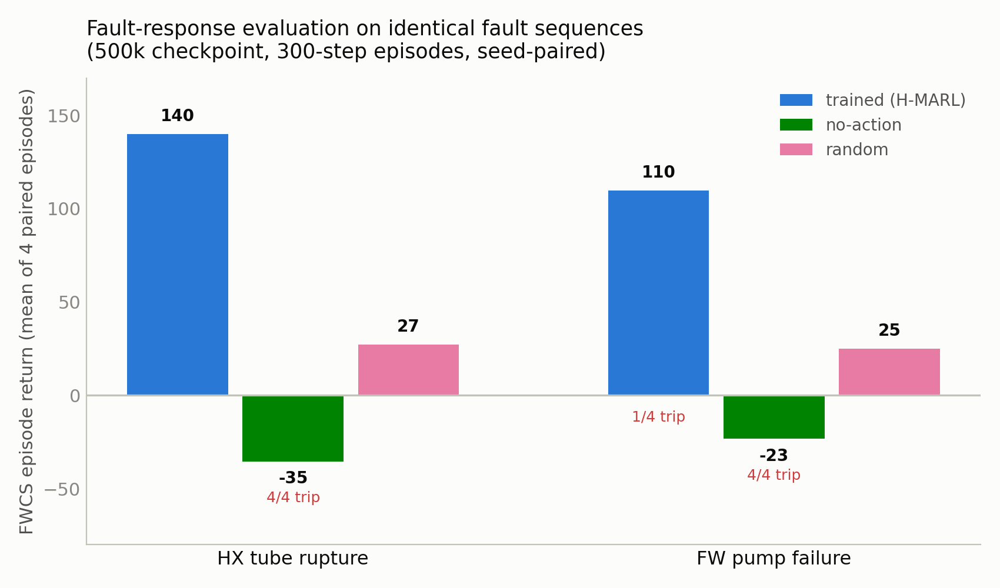 Fault-response evaluation on identical fault sequences
(500k checkpoint, 300-step episodes, seed-paired)
FWCS episode return (mean of 4 paired episodes)
150
100
50
0
−50
trained (H-MARL)
no-action
random
140
-35
4/4 trip
27
110
1/4 trip
-23
4/4 trip
25
HX tube rupture
FW pump failure